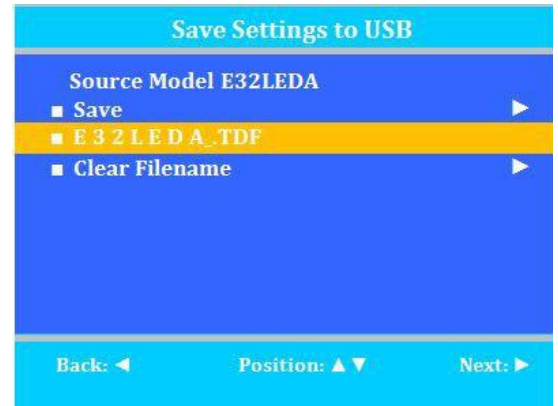 Save Settings to USB
Source Model E32LEDA
■ Save ▶
■ E 3 2 L E D A_.TDF
■ Clear Filename ▶
Back: ◀ Position: ▲▼ Next: ▶